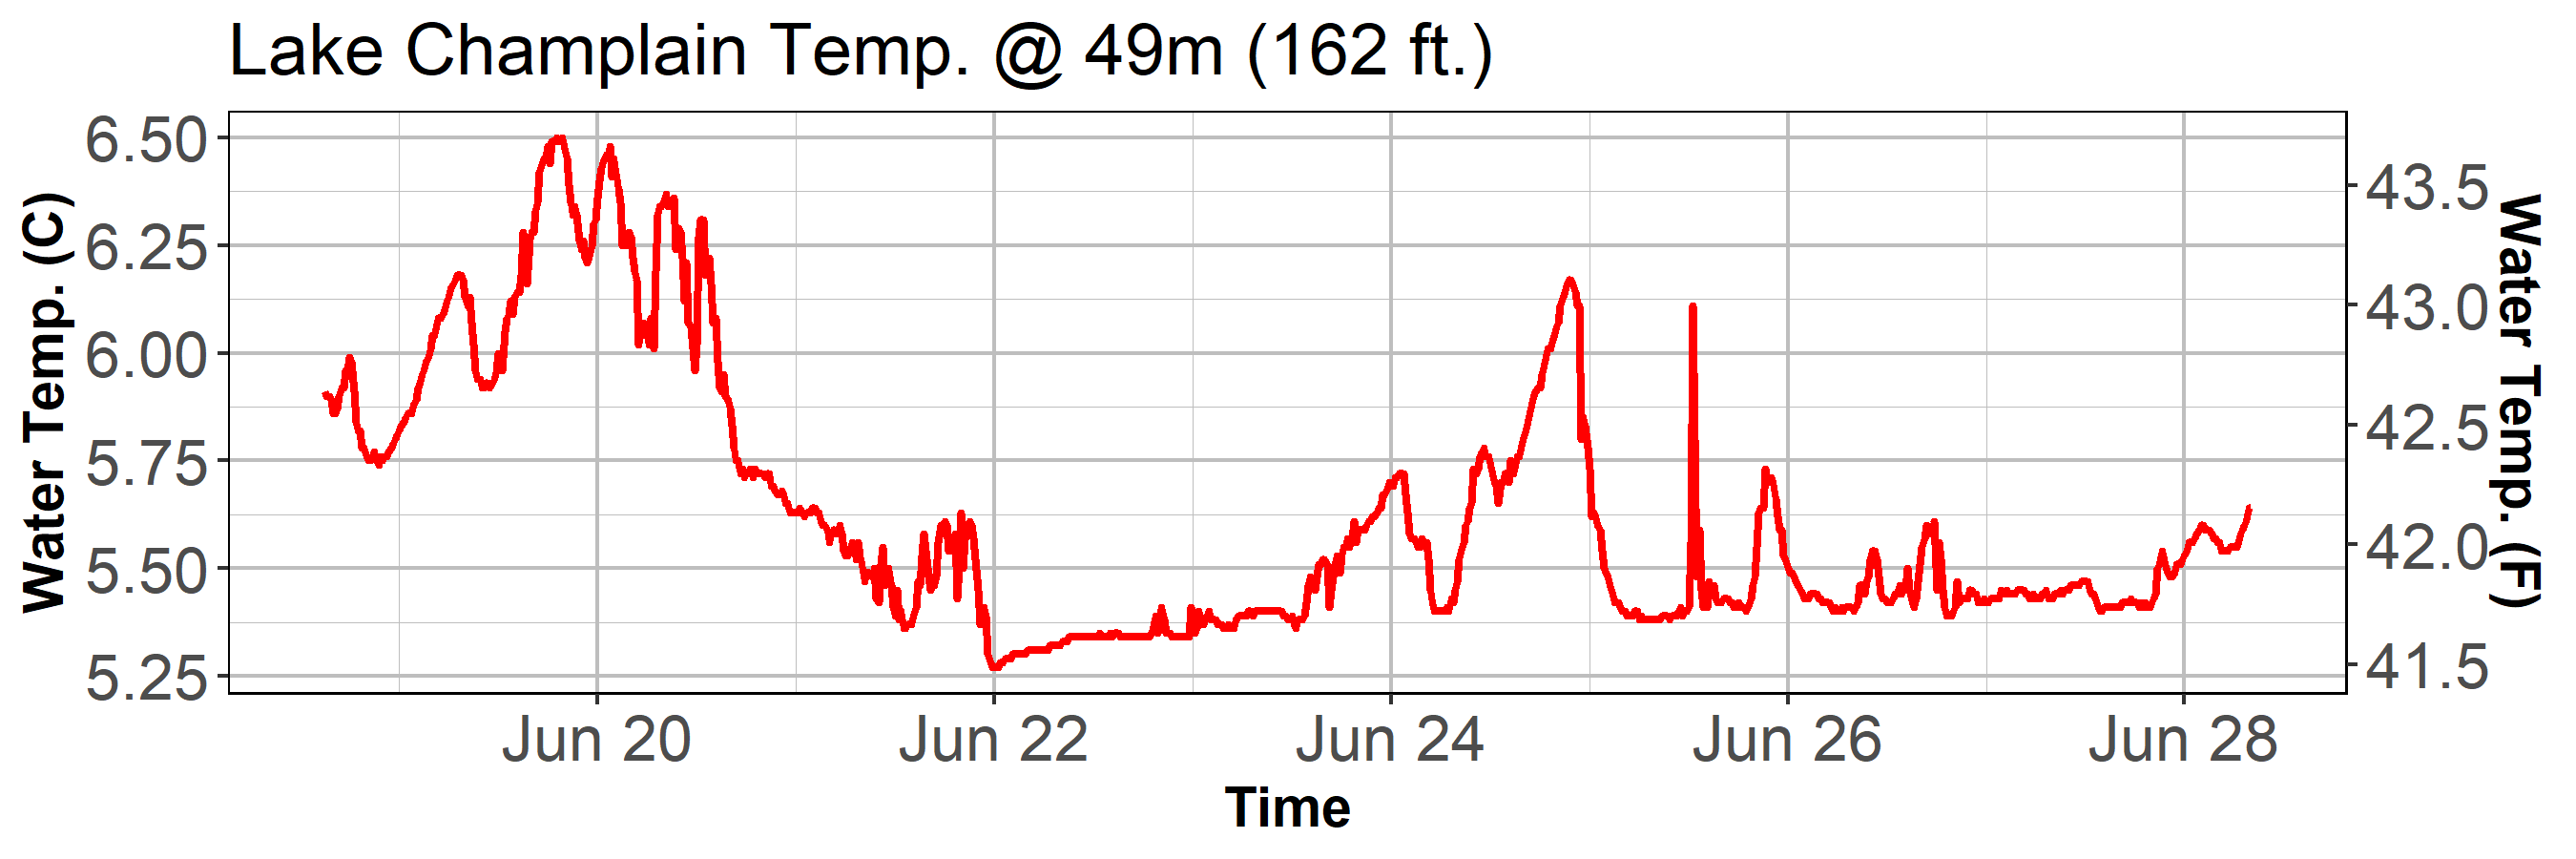 Lake Champlain Temp. @ 49m (162 ft.)
Water Temp. (C)
6.50
6.25
6.00
5.75
5.50
5.25
43.5
43.0
42.5
42.0
41.5
Water Temp. (F)
Jun 20 Jun 22 Jun 24 Jun 26 Jun 28
Time